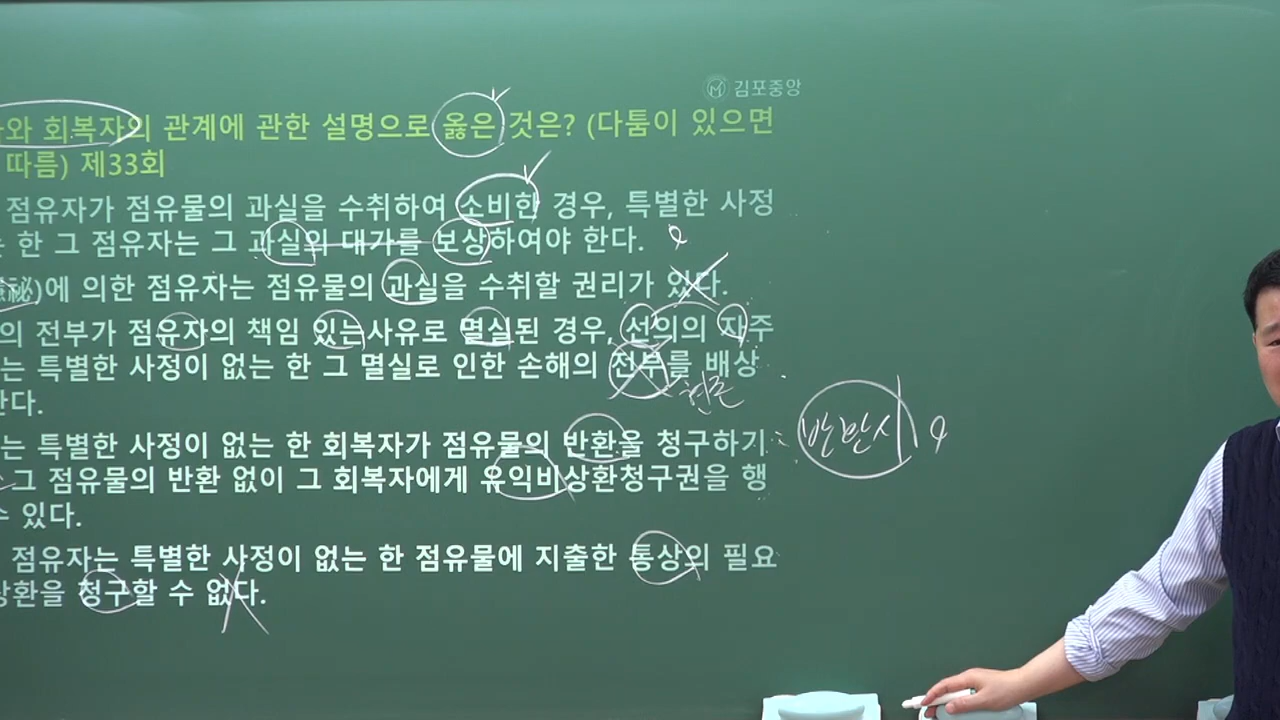 김포중앙
와 회복자의 관계에 관한 설명으로 옳은 것은? (다툼이 있으면
따름) 제33회
점유자가 점유물의 과실을 수취하여 소비한 경우, 특별한 사정
한 그 점유자는 그 과실의 대가를 보상하여야 한다.
秘)에 의한 점유자는 점유물의 과실을 수취할 권리가 있다.
의 전부가 점유자의 책임 있는 사유로 멸실된 경우, 선의의 자주
는 특별한 사정이 없는 한 그 멸실로 인한 손해의 전부를 배상
한다.
현존
는 특별한 사정이 없는 한 회복자가 점유물의 반환을 청구하기
반반시
그 점유물의 반환 없이 그 회복자에게 유익비상환청구권을 행
수 있다.
점유자는 특별한 사정이 없는 한 점유물에 지출한 통상의 필요
상환을 청구할 수 없다.